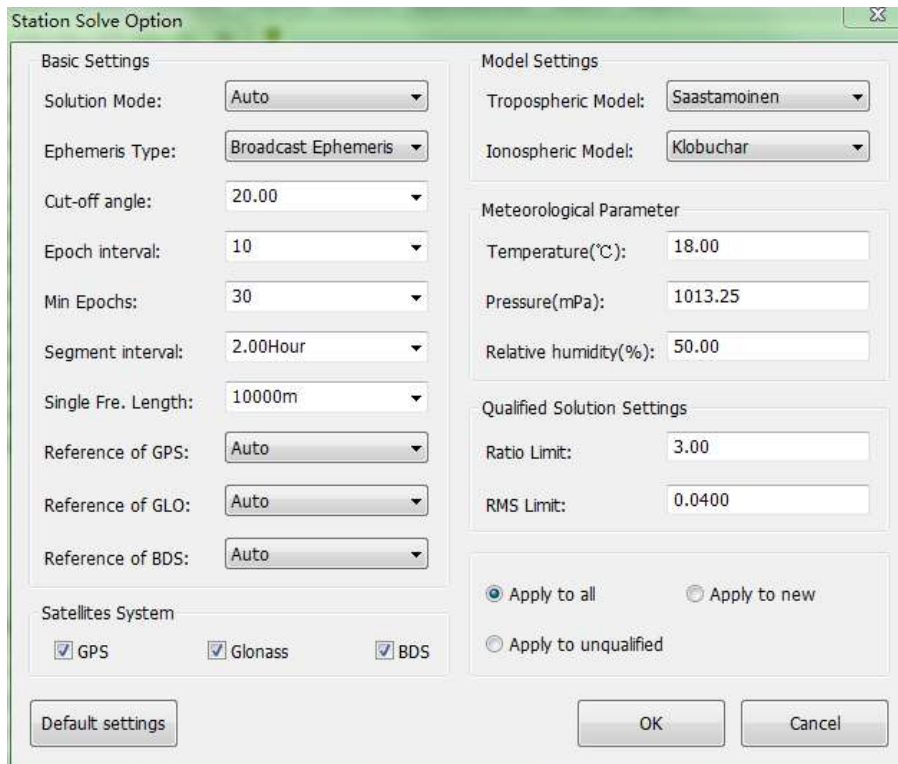 Station Solve Option
Basic Settings
Solution Mode: Auto
Ephemeris Type: Broadcast Ephemeris
Cut-off angle: 20.00
Epoch interval: 10
Min Epochs: 30
Segment interval: 2.00Hour
Single Fre. Length: 10000m
Reference of GPS: Auto
Reference of GLO: Auto
Reference of BDS: Auto
Satellites System
GPS Glonass BDS
Model Settings
Tropospheric Model: Saastamoinen
Ionospheric Model: Klobuchar
Meteorological Parameter
Temperature(℃): 18.00
Pressure(mPa): 1013.25
Relative humidity(%): 50.00
Qualified Solution Settings
Ratio Limit: 3.00
RMS Limit: 0.0400
Apply to all Apply to new
Apply to unqualified
Default settings OK Cancel